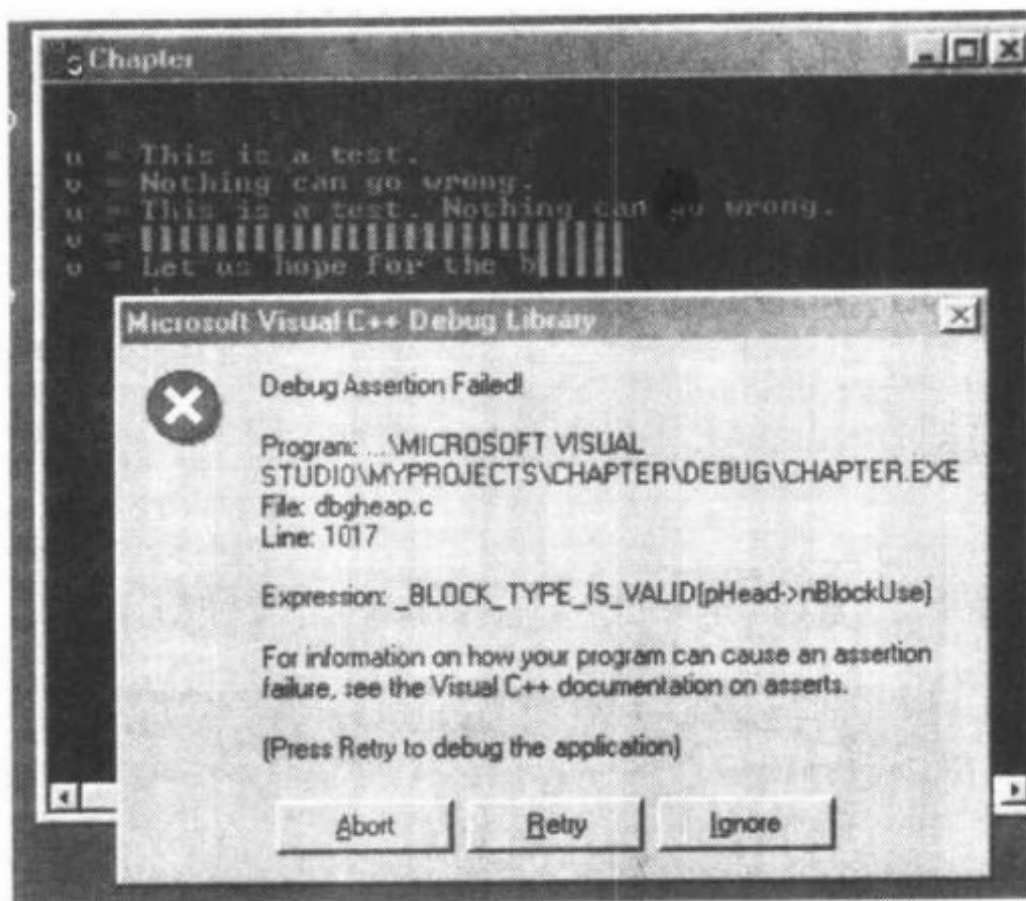 Chapter
u = This is a test.
v = Nothing can go wrong.
u = This is a test. Nothing can go wrong.
v =
v = Let us hope for the b
Microsoft Visual C++ Debug Library
Debug Assertion Failed!
Program: ...\MICROSOFT VISUAL
STUDIO\MYPROJECTS\CHAPTER\DEBUG\CHAPTER.EXE
File: dbgheap.c
Line: 1017
Expression: _BLOCK_TYPE_IS_VALID(pHead->nBlockUse)
For information on how your program can cause an assertion
failure, see the Visual C++ documentation on asserts.
(Press Retry to debug the application)
Abort Retry Ignore